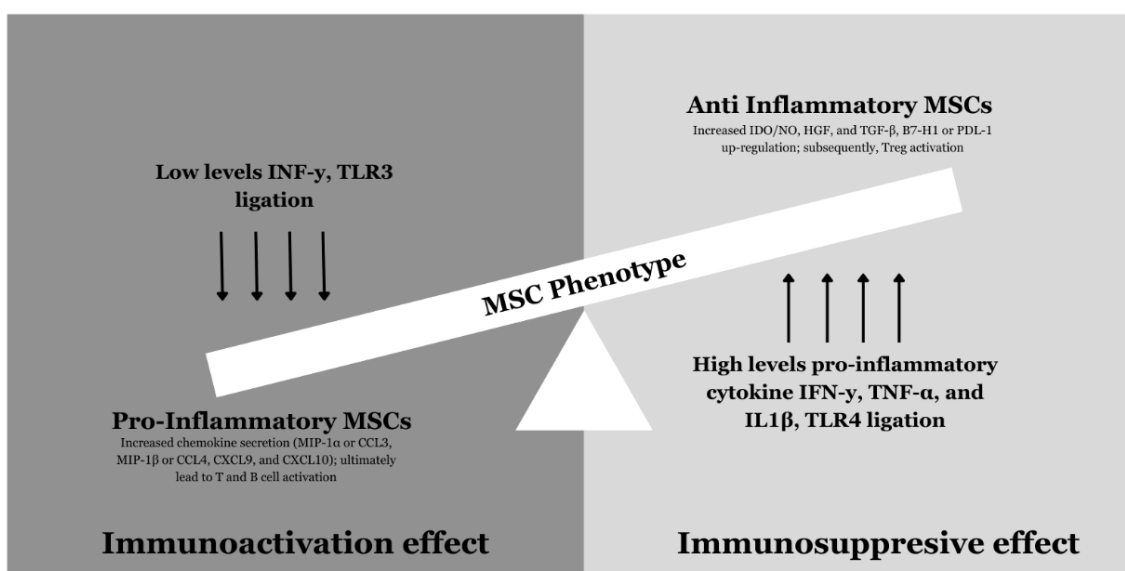 Low levels INF-y, TLR3
ligation
Pro-Inflammatory MSCs
Increased chemokine secretion (MIP-1α or CCL3,
MIP-1β or CCL4, CXCL9, and CXCL10); ultimately
lead to T and B cell activation
Immunoactivation effect
MSC Phenotype
Anti Inflammatory MSCs
Increased IDO/NO, HGF, and TGF-β, B7-H1 or PDL-1
up-regulation; subsequently, Treg activation
High levels pro-inflammatory
cytokine IFN-y, TNF-α, and
IL1β, TLR4 ligation
Immunosuppresive effect